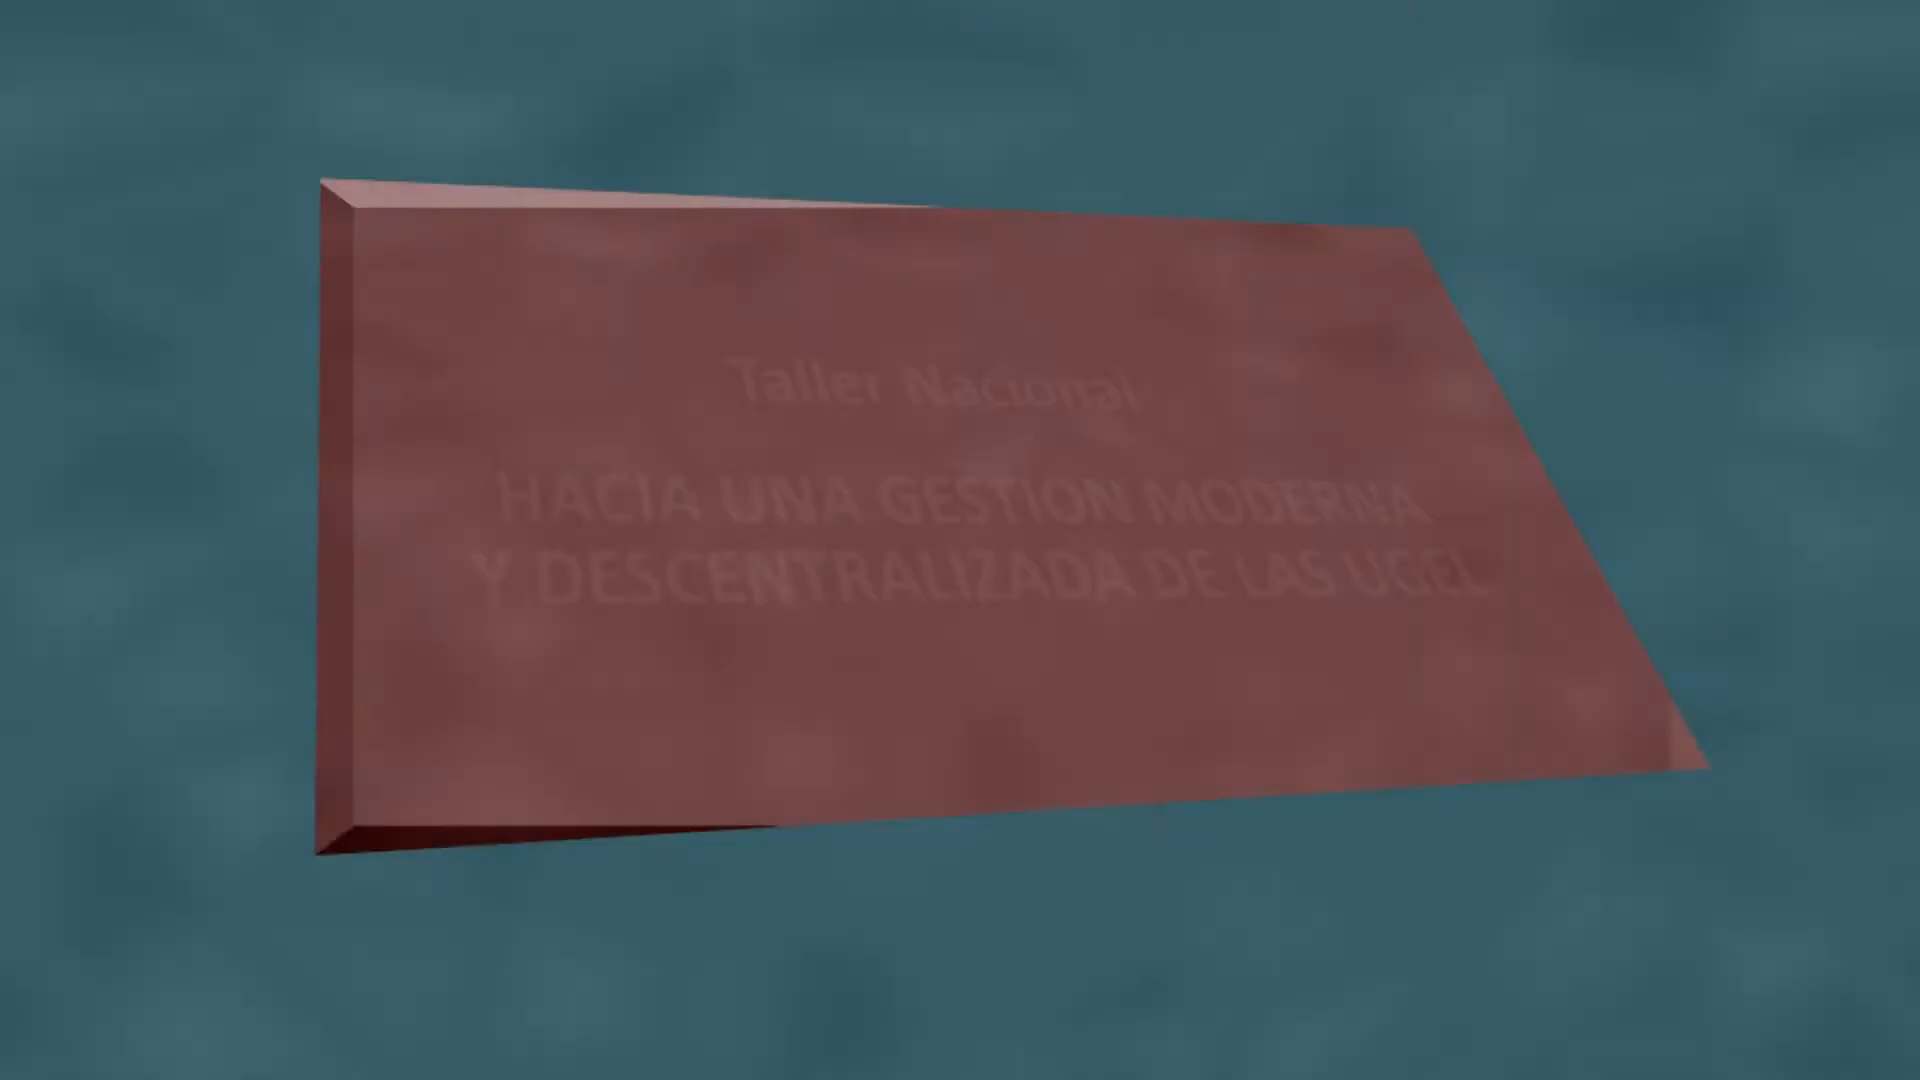 Taller Nacional
HACIA UNA GESTION MODERNA
Y DESCENTRALIZADA DE LAS UGEL